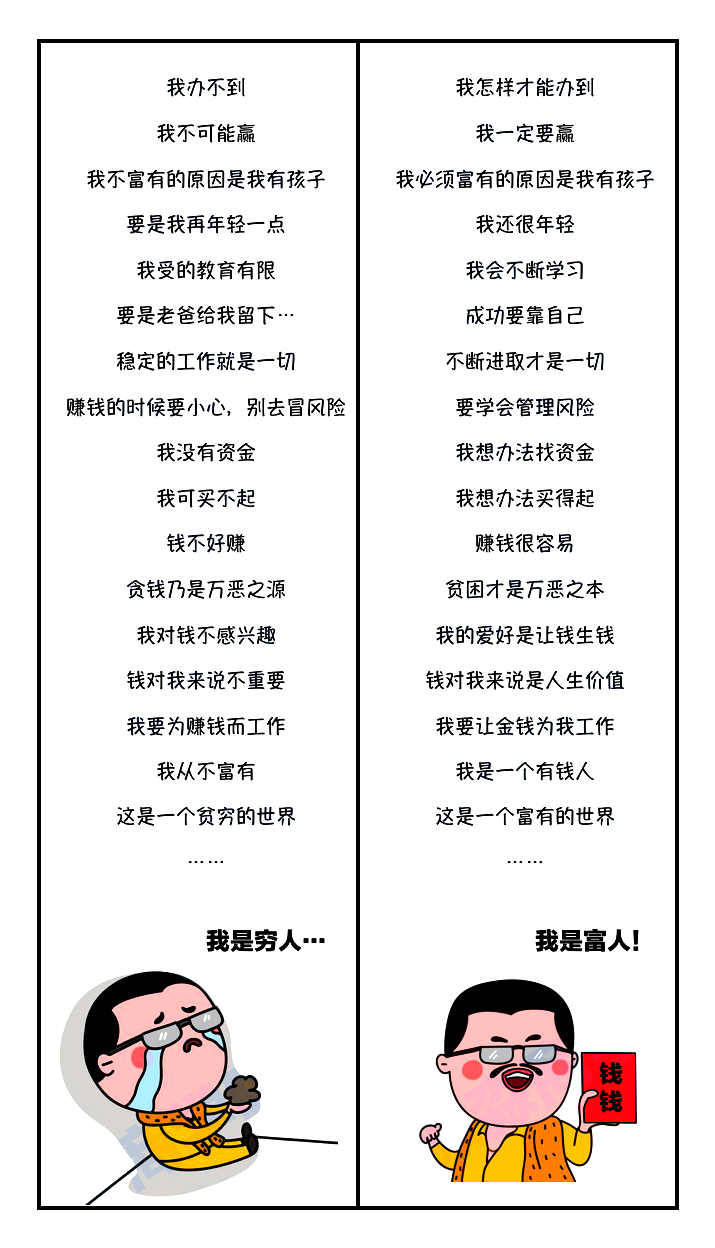 我办不到
我不可能赢
我不富有的原因是我有孩子
要是我再年轻一点
我受的教育有限
要是老爸给我留下…
稳定的工作就是一切
赚钱的时候要小心，别去冒风险
我没有资金
我可买不起
钱不好赚
贪钱乃是万恶之源
我对钱不感兴趣
钱对我来说不重要
我要为赚钱而工作
我从不富有
这是一个贫穷的世界
……
我是穷人…
我怎样才能办到
我一定要赢
我必须富有的原因是我有孩子
我还很年轻
我会不断学习
成功要靠自己
不断进取才是一切
要学会管理风险
我想办法找资金
我想办法买得起
赚钱很容易
贫困才是万恶之本
我的爱好是让钱生钱
钱对我来说是人生价值
我要让金钱为我工作
我是一个有钱人
这是一个富有的世界
……
我是富人！
钱
钱